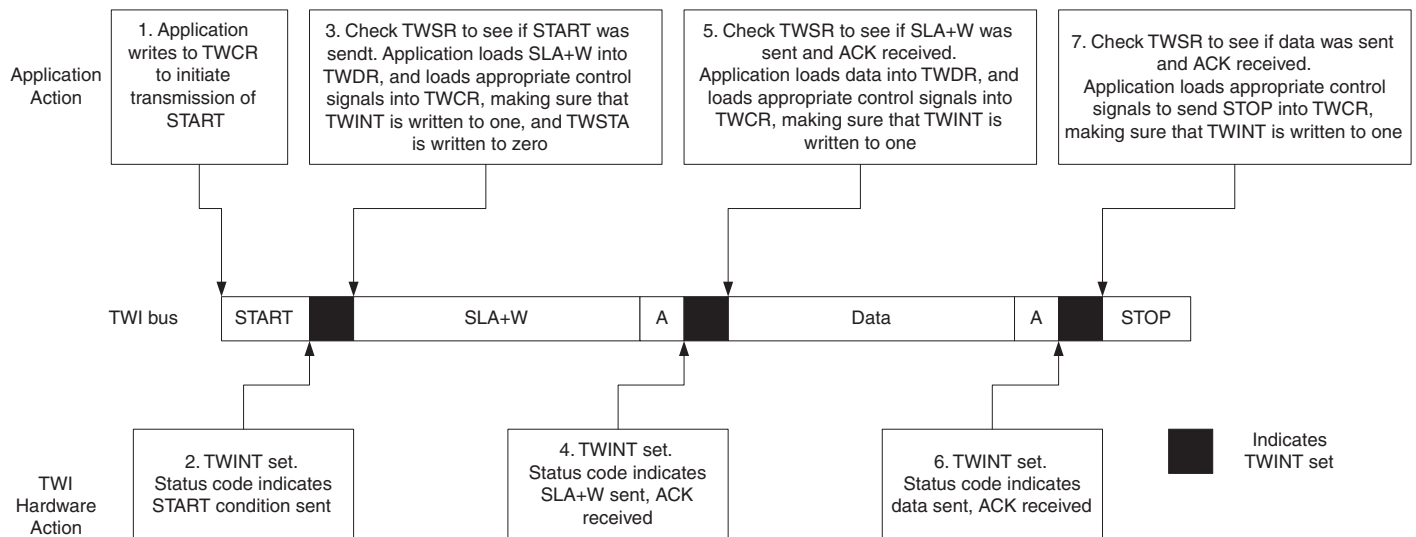 Application
Action
1. Application
writes to TWCR
to initiate
transmission of
START
3. Check TWSR to see if START was
sendt. Application loads SLA+W into
TWDR, and loads appropriate control
signals into TWCR, making sure that
TWINT is written to one, and TWSTA
is written to zero
5. Check TWSR to see if SLA+W was
sent and ACK received.
Application loads data into TWDR, and
loads appropriate control signals into
TWCR, making sure that TWINT is
written to one
7. Check TWSR to see if data was sent
and ACK received.
Application loads appropriate control
signals to send STOP into TWCR,
making sure that TWINT is written to one
TWI bus
START
SLA+W
A
Data
A
STOP
TWI
Hardware
Action
2. TWINT set.
Status code indicates
START condition sent
4. TWINT set.
Status code indicates
SLA+W sent, ACK
received
6. TWINT set.
Status code indicates
data sent, ACK received
Indicates
TWINT set